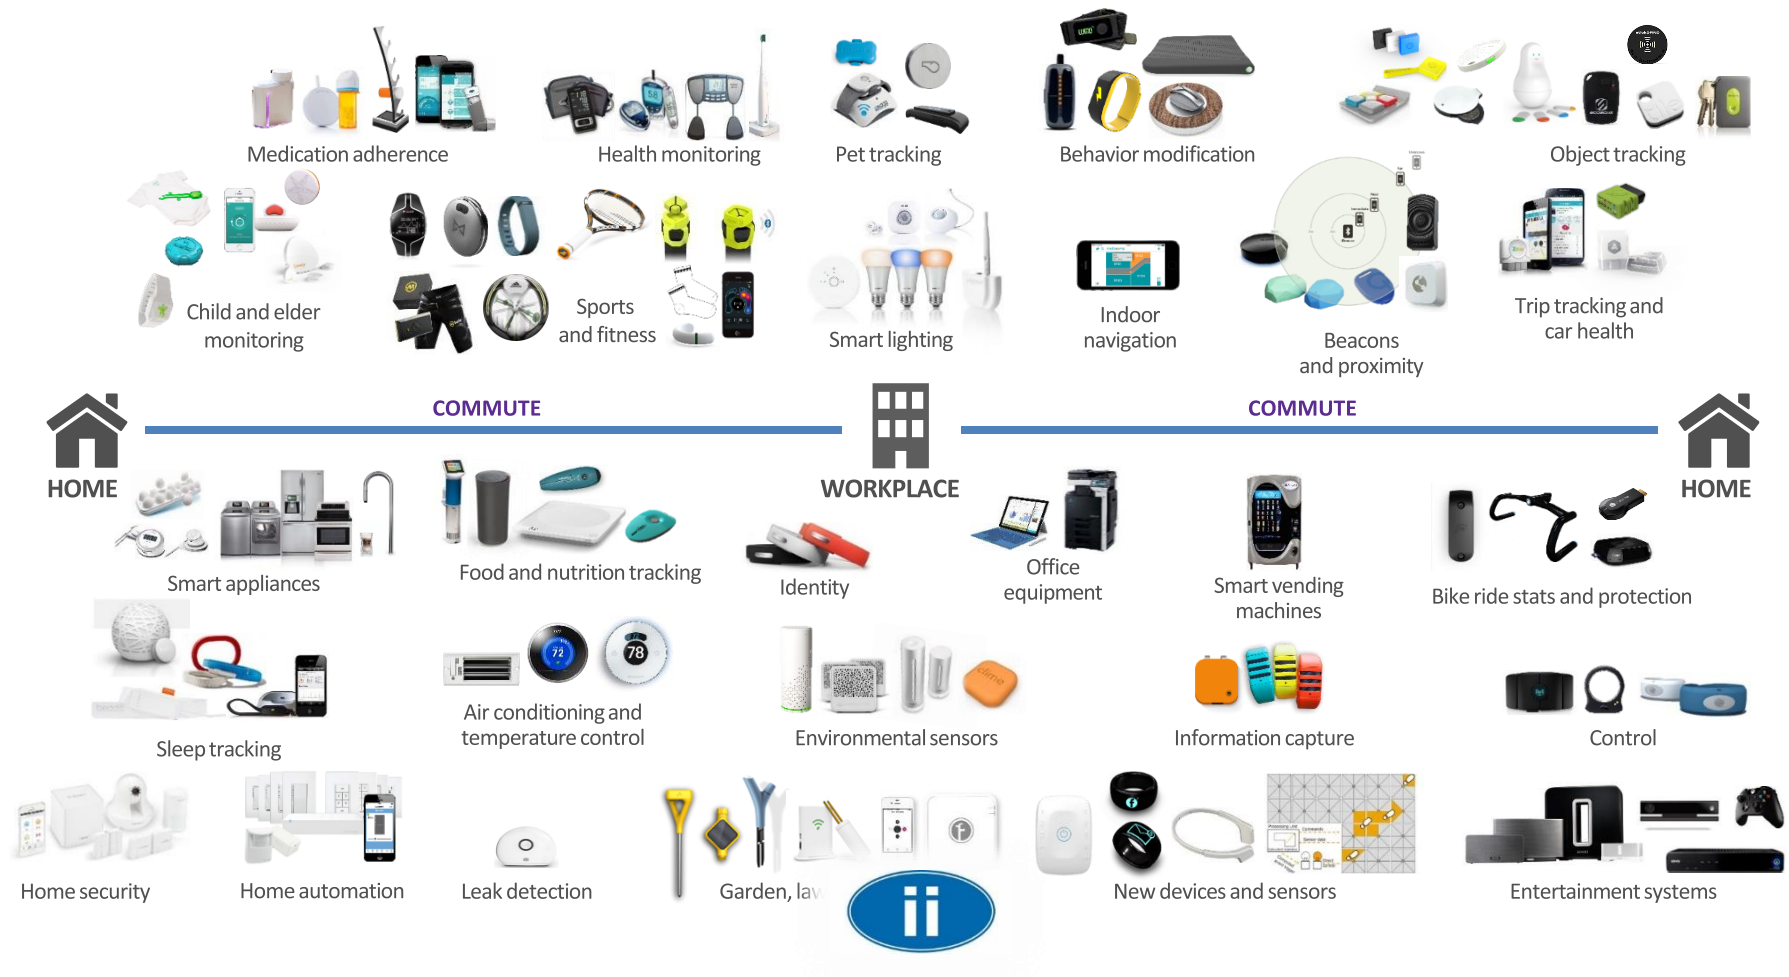 Medication adherence
Health monitoring
Pet tracking
Behavior modification
Object tracking
Child and elder
monitoring
Sports
and fitness
Smart lighting
Indoor
navigation
Beacons
and proximity
Trip tracking and
car health
COMMUTE
COMMUTE
HOME
WORKPLACE
HOME
Smart appliances
Food and nutrition tracking
Identity
Office
equipment
Smart vending
machines
Bike ride stats and protection
72
78
dime
Sleep tracking
Air conditioning and
temperature control
Environmental sensors
Information capture
Control
Home security
Home automation
Leak detection
Garden, law
ii
New devices and sensors
Entertainment systems